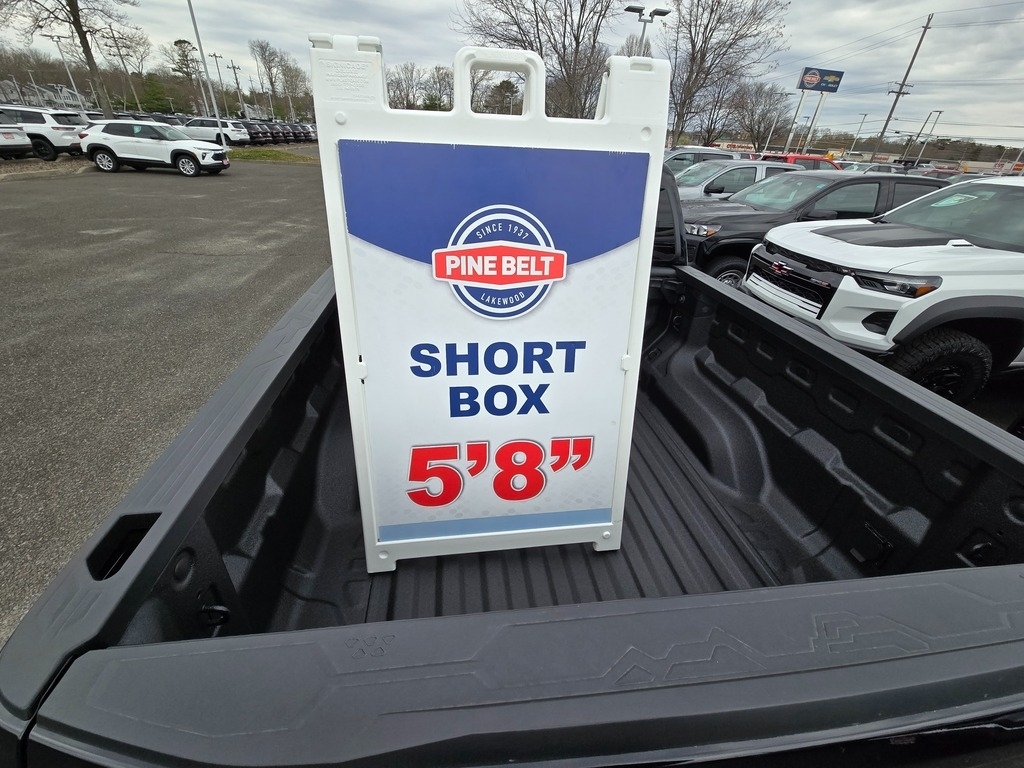 SINCE 1937
PINE BELT
LAKEWOOD
SHORT
BOX
5’8”